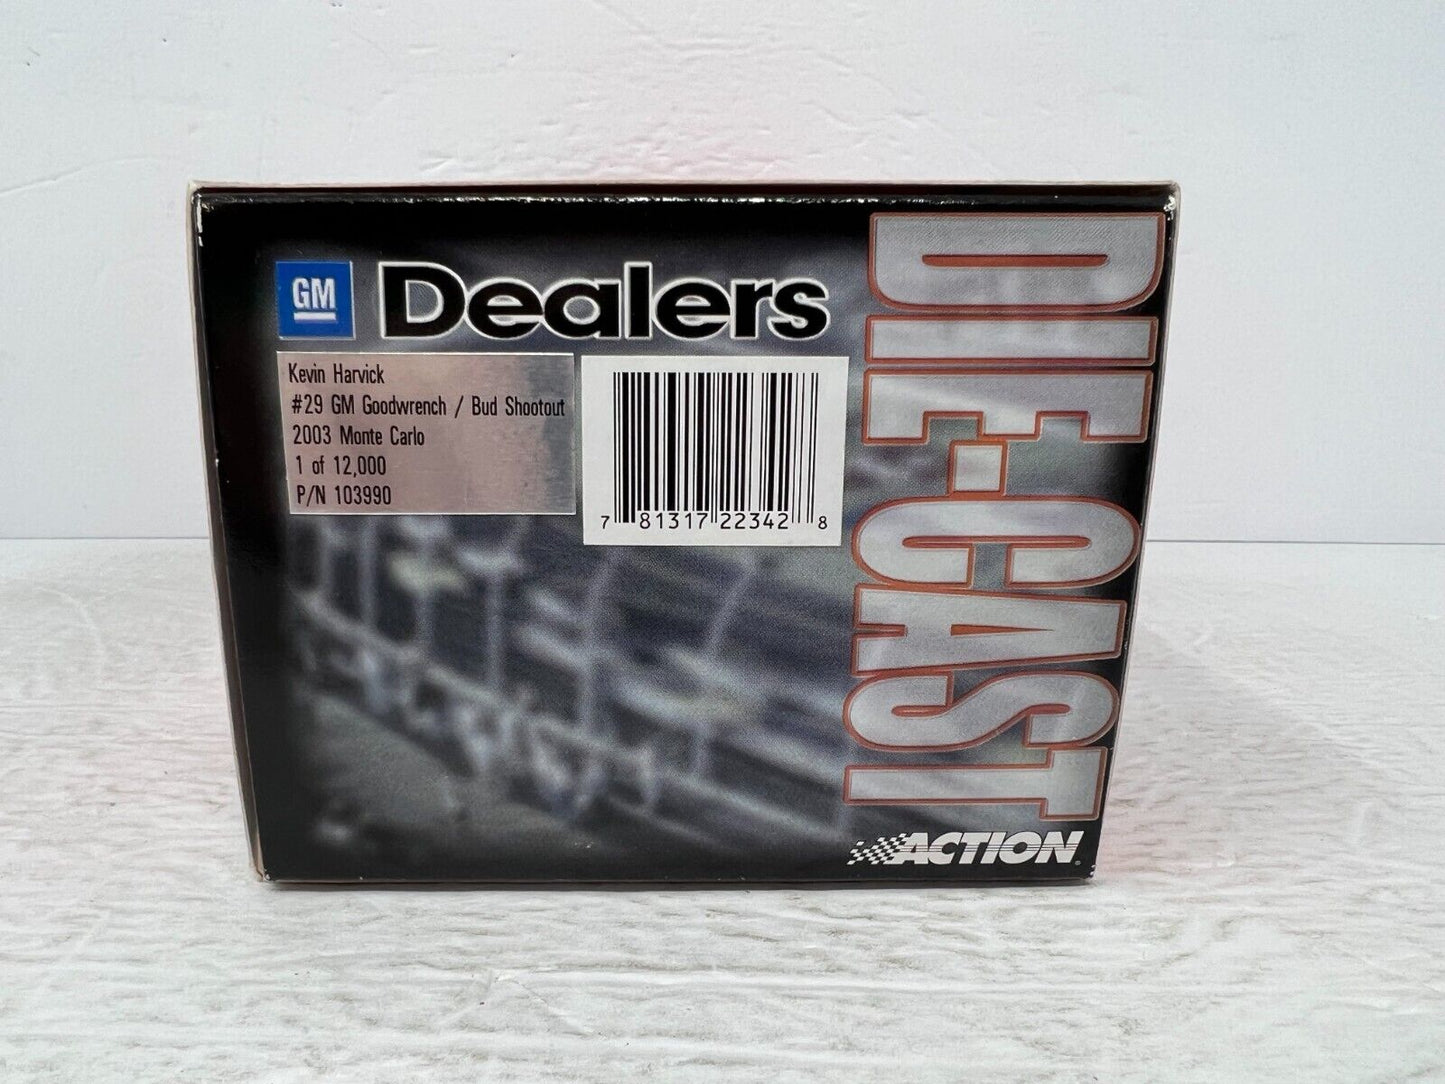 GM Dealers
Kevin Harvick
#29 GM Goodwrench / Bud Shootout
2003 Monte Carlo
1 of 12,000
P/N 103990
7 81317 22342 8
DIE-CAST
ACTION